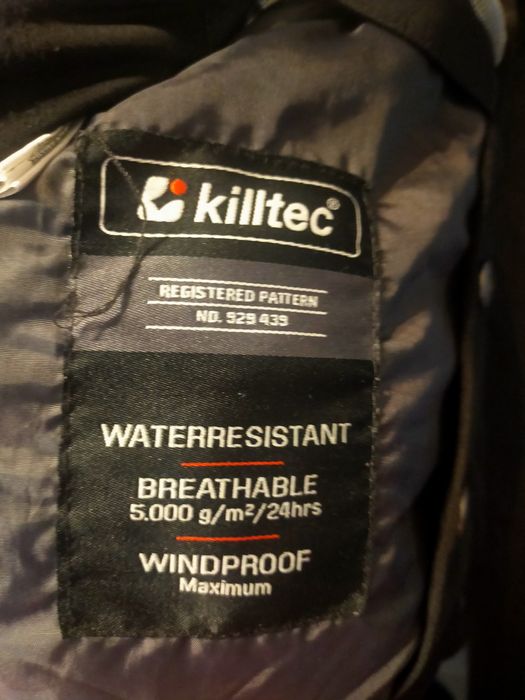 killtec®
REGISTERED PATTERN
NO. 929 439
WATERRESISTANT
BREATHABLE
5.000 g/m²/24hrs
WINDPROOF
Maximum